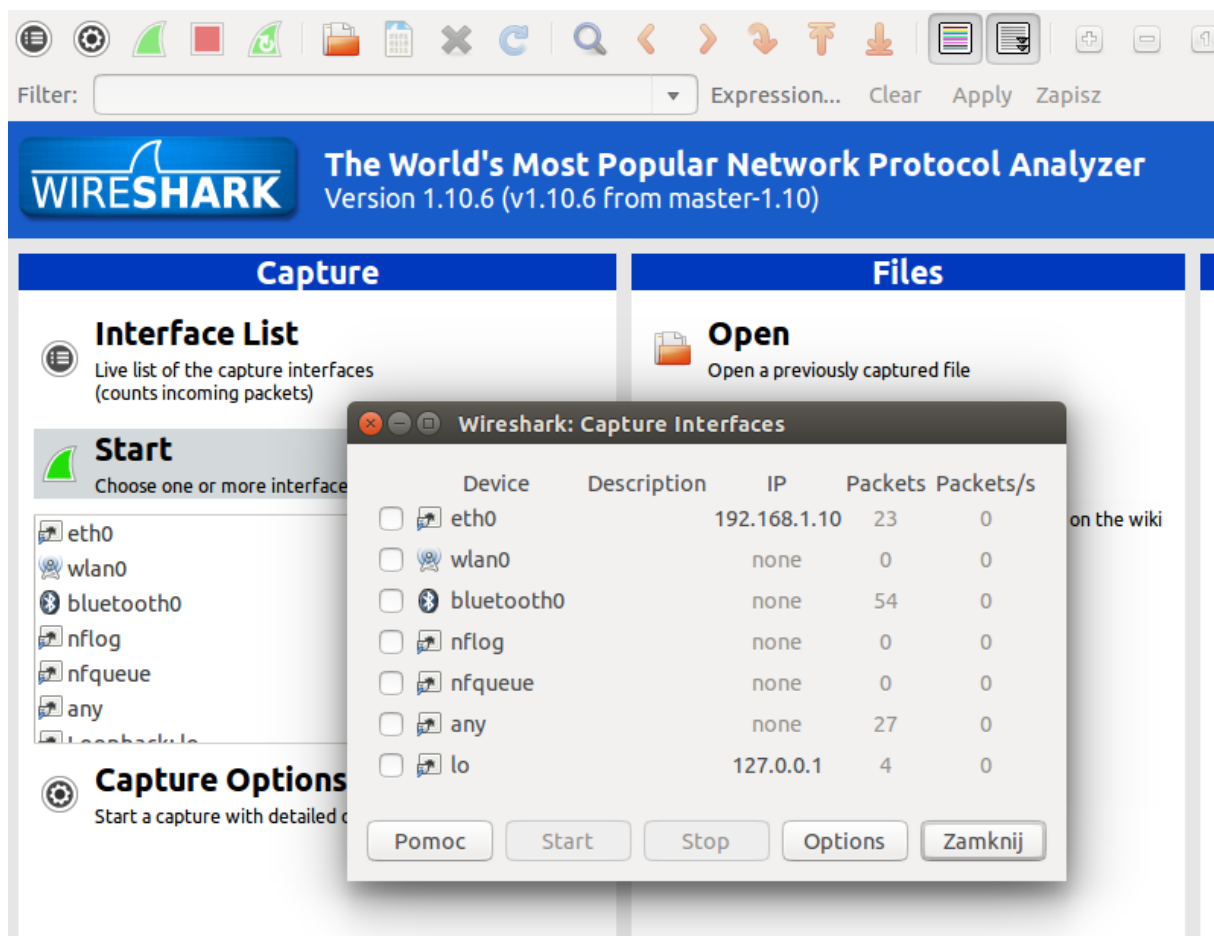 Filter:
Expression... Clear Apply Zapisz
WIRESHARK
The World's Most Popular Network Protocol Analyzer
Version 1.10.6 (v1.10.6 from master-1.10)
Capture
Interface List
Live list of the capture interfaces
(counts incoming packets)
Start
Choose one or more interface
eth0
wlan0
bluetooth0
nflog
nfqueue
any
Capture Options
Start a capture with detailed
Files
Open
Open a previously captured file
on the wiki
Wireshark: Capture Interfaces
Device Description IP Packets Packets/s
eth0 192.168.1.10 23 0
wlan0 none 0 0
bluetooth0 none 54 0
nflog none 0 0
nfqueue none 0 0
any none 27 0
lo 127.0.0.1 4 0
Pomoc Start Stop Options Zamknij